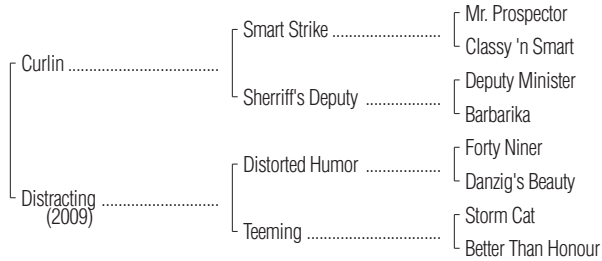 Mr. Prospector
Smart Strike ....................
Classy 'n Smart
Curlin ............................
Deputy Minister
Sherriff's Deputy ..............
Barbarika
Forty Niner
Distorted Humor ..............
Danzig's Beauty
Distracting ......................
(2009)
Storm Cat
Teeming .........................
Better Than Honour